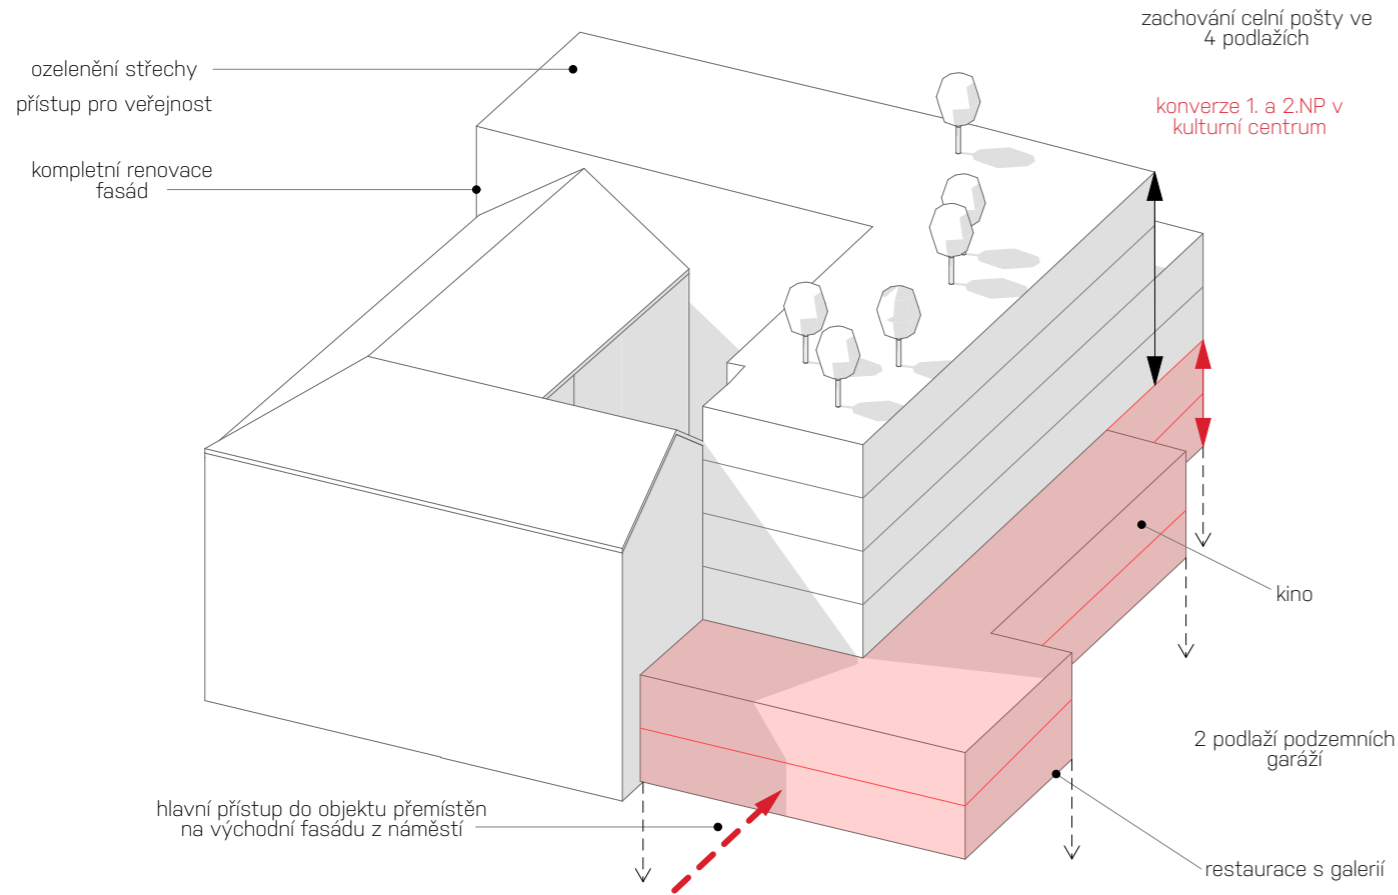 zachování celní pošty ve
4 podlažích
ozelenění střechy
přístup pro veřejnost
konverze 1. a 2.NP v
kulturní centrum
kompletní renovace
fasád
kino
2 podlaží podzemních
garáží
hlavní přístup do objektu přemístěn
na východní fasádu z náměstí
restaurace s galerií